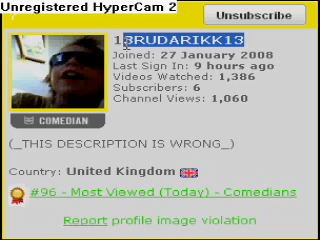 Unregistered HyperCam 2
Unsubscribe
13RUDARIKK13
Joined: 27 January 2008
Last Sign In: 9 hours ago
Videos Watched: 1,386
Subscribers: 6
Channel Views: 1,060
COMEDIAN
(_THIS DESCRIPTION IS WRONG_)
Country: United Kingdom
#96 - Most Viewed (Today) - Comedians
Report profile image violation